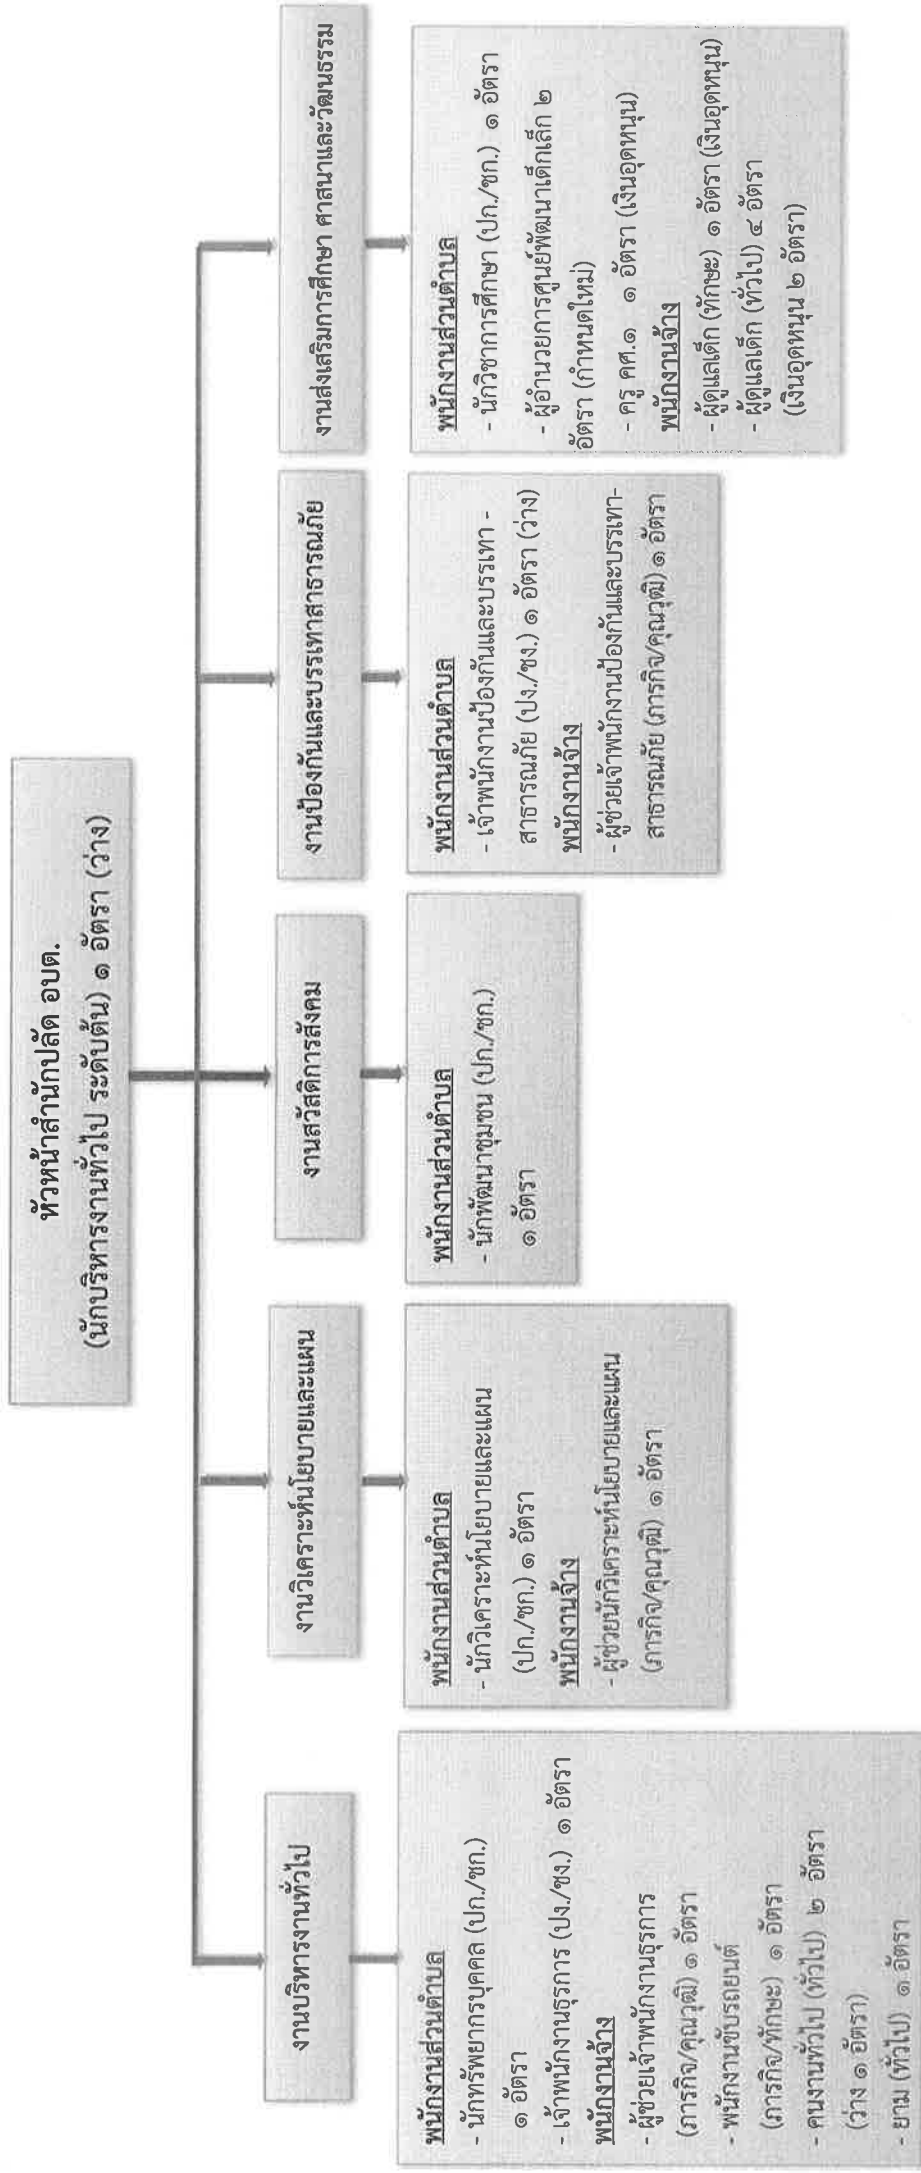 หัวหน้าสำนักปลัด อบต.
(นักบริหารงานทั่วไป ระดับต้น) ๑ อัตรา (ว่าง)
งานบริหารงานทั่วไป
พนักงานส่วนตำบล
- นักทรัพยากรบุคคล (ปก./ชก.)
๑ อัตรา
- เจ้าพนักงานธุรการ (ปง./ชง.) ๑ อัตรา
พนักงานจ้าง
- ผู้ช่วยเจ้าพนักงานธุรการ
(ภารกิจ/คุณวุฒิ) ๑ อัตรา
- พนักงานขับรถยนต์
(ภารกิจ/ทักษะ) ๑ อัตรา
- คนงานทั่วไป (ทั่วไป) ๒ อัตรา
(ว่าง ๑ อัตรา)
- ยาม (ทั่วไป) ๑ อัตรา
งานวิเคราะห์นโยบายและแผน
พนักงานส่วนตำบล
- นักวิเคราะห์นโยบายและแผน
(ปก./ชก.) ๑ อัตรา
พนักงานจ้าง
- ผู้ช่วยนักวิเคราะห์นโยบายและแผน
(ภารกิจ/คุณวุฒิ) ๑ อัตรา
งานสวัสดิการสังคม
พนักงานส่วนตำบล
- นักพัฒนาชุมชน (ปก./ชก.)
๑ อัตรา
งานป้องกันและบรรเทาสาธารณภัย
พนักงานส่วนตำบล
- เจ้าพนักงานป้องกันและบรรเทา -
สาธารณภัย (ปง./ชง.) ๑ อัตรา (ว่าง)
พนักงานจ้าง
- ผู้ช่วยเจ้าพนักงานป้องกันและบรรเทา-
สาธารณภัย (ภารกิจ/คุณวุฒิ) ๑ อัตรา
งานส่งเสริมการศึกษา ศาสนาและวัฒนธรรม
พนักงานส่วนตำบล
- นักวิชาการศึกษา (ปก./ชก.) ๑ อัตรา
- ผู้อำนวยการศูนย์พัฒนาเด็กเล็ก ๒
อัตรา (กำหนดใหม่)
- ครู คศ.๑ ๑ อัตรา (เงินอุดหนุน)
พนักงานจ้าง
- ผู้ดูแลเด็ก (ทักษะ) ๑ อัตรา (เงินอุดหนุน)
- ผู้ดูแลเด็ก (ทั่วไป) ๔ อัตรา
(เงินอุดหนุน ๒ อัตรา)